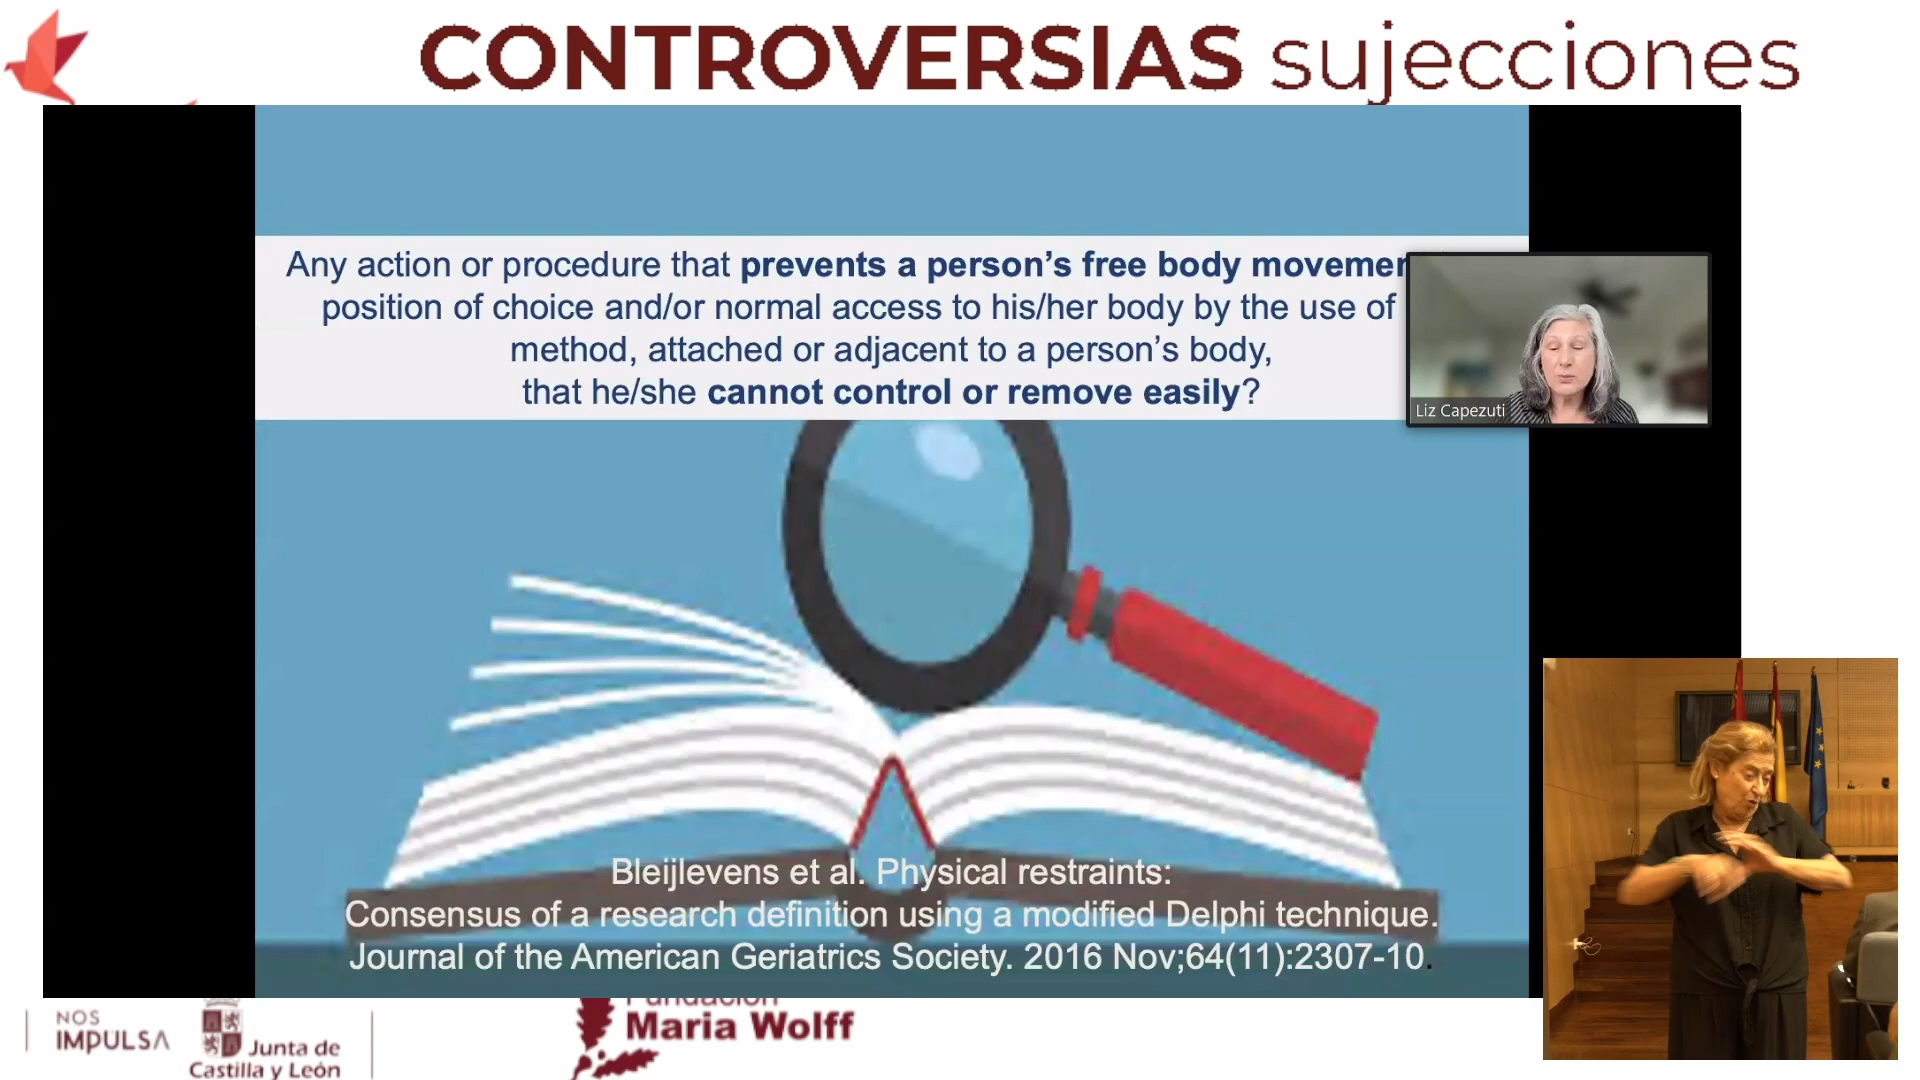 CONTROVERSIAS sujecciones
Any action or procedure that prevents a person's free body
position of choice and/or normal access to his/her body by the use of
method, attached or adjacent to a person's body,
that he/she cannot control or remove easily?
Liz Capezuti
Bleijlevens et al. Physical restraints:
Consensus of a research definition using a modified Delphi technique.
Journal of the American Geriatrics Society. 2016 Nov;64(11):2307-10.
NOS
IMPULSA
Junta de
Castilla y León
Fundación
Maria Wolff